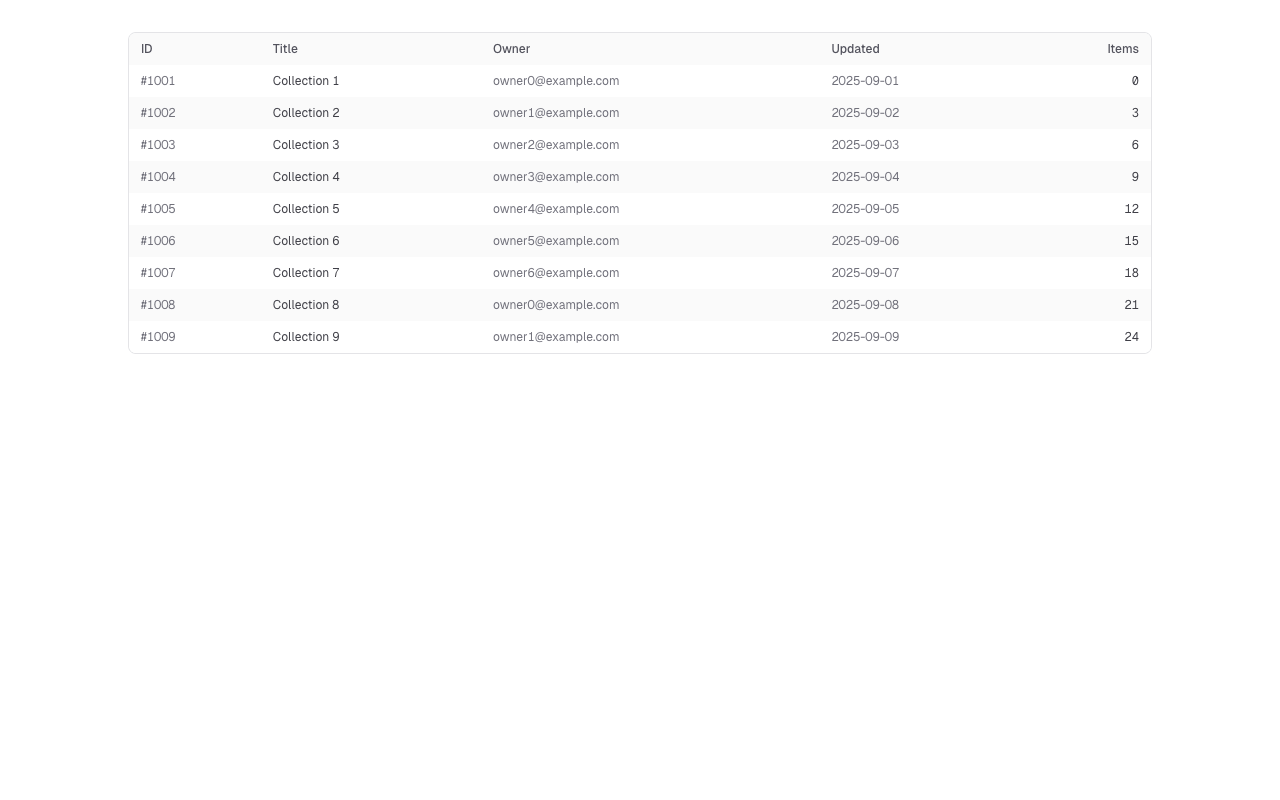 ID Title Owner Updated Items
#1001 Collection 1 owner0@example.com 2025-09-01 0
#1002 Collection 2 owner1@example.com 2025-09-02 3
#1003 Collection 3 owner2@example.com 2025-09-03 6
#1004 Collection 4 owner3@example.com 2025-09-04 9
#1005 Collection 5 owner4@example.com 2025-09-05 12
#1006 Collection 6 owner5@example.com 2025-09-06 15
#1007 Collection 7 owner6@example.com 2025-09-07 18
#1008 Collection 8 owner0@example.com 2025-09-08 21
#1009 Collection 9 owner1@example.com 2025-09-09 24